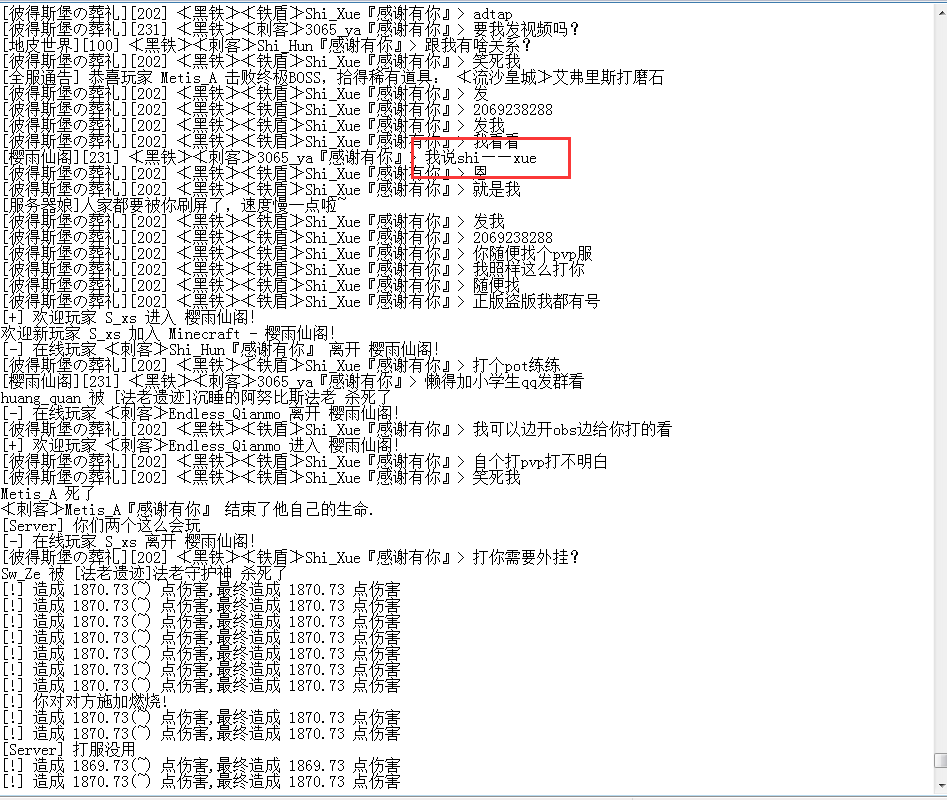 [彼得斯堡の葬礼][202] <黑铁><铁盾>Shi_Xue『感谢有你』> adtap
[彼得斯堡の葬礼][231] <黑铁><刺客>3065_ya『感谢有你』> 要我发视频吗?
[地皮世界][100] <黑铁><刺客>Shi_Hun『感谢有你』> 跟我有啥关系?
[彼得斯堡の葬礼][202] <黑铁><铁盾>Shi_Xue『感谢有你』> 笑死我
[全服通告] 恭喜玩家 Metis_A 击败终极BOSS, 拾得稀有道具: <流沙皇城>艾弗里斯打磨石
[彼得斯堡の葬礼][202] <黑铁><铁盾>Shi_Xue『感谢有你』> 发
[彼得斯堡の葬礼][202] <黑铁><铁盾>Shi_Xue『感谢有你』> 2069238288
[彼得斯堡の葬礼][202] <黑铁><铁盾>Shi_Xue『感谢有你』> 发我
[彼得斯堡の葬礼][202] <黑铁><铁盾>Shi_Xue『感谢有你』> 我看看
[樱雨仙阁][231] <黑铁><刺客>3065_ya『感谢有你』> 我说shi——xue
[彼得斯堡の葬礼][202] <黑铁><铁盾>Shi_Xue『感谢有你』> 恩
[彼得斯堡の葬礼][202] <黑铁><铁盾>Shi_Xue『感谢有你』> 就是我
[服务器娘]人家都要被你刷屏了，速度慢一点啦~
[彼得斯堡の葬礼][202] <黑铁><铁盾>Shi_Xue『感谢有你』> 发我
[彼得斯堡の葬礼][202] <黑铁><铁盾>Shi_Xue『感谢有你』> 2069238288
[彼得斯堡の葬礼][202] <黑铁><铁盾>Shi_Xue『感谢有你』> 你随便找个pvp服
[彼得斯堡の葬礼][202] <黑铁><铁盾>Shi_Xue『感谢有你』> 我照样这么打你
[彼得斯堡の葬礼][202] <黑铁><铁盾>Shi_Xue『感谢有你』> 随便找
[彼得斯堡の葬礼][202] <黑铁><铁盾>Shi_Xue『感谢有你』> 正版盗版我都有号
[+] 欢迎玩家 S_xs 进入 樱雨仙阁!
欢迎新玩家 S_xs 加入 Minecraft - 樱雨仙阁!
[-] 在线玩家 <刺客>Shi_Hun『感谢有你』 离开 樱雨仙阁!
[彼得斯堡の葬礼][202] <黑铁><铁盾>Shi_Xue『感谢有你』> 打个pot练练
[樱雨仙阁][231] <黑铁><刺客>3065_ya『感谢有你』> 懒得加小学生qq发群看
huang_quan 被 [法老遗迹]沉睡的阿努比斯法老 杀死了
[-] 在线玩家 <刺客>Endless_Qianmo 离开 樱雨仙阁!
[彼得斯堡の葬礼][202] <黑铁><铁盾>Shi_Xue『感谢有你』> 我可以边开obs边给你打的看
[+] 欢迎玩家 <刺客>Endless_Qianmo 进入 樱雨仙阁!
[彼得斯堡の葬礼][202] <黑铁><铁盾>Shi_Xue『感谢有你』> 自个打pvp打不明白
[彼得斯堡の葬礼][202] <黑铁><铁盾>Shi_Xue『感谢有你』> 笑死我
Metis_A 死了
<刺客>Metis_A『感谢有你』 结束了他自己的生命.
[Server] 你们两个这么会玩
[-] 在线玩家 S_xs 离开 樱雨仙阁!
[彼得斯堡の葬礼][202] <黑铁><铁盾>Shi_Xue『感谢有你』> 打你需要外挂?
Sw_Ze 被 [法老遗迹]法老守护神 杀死了
[!] 造成 1870.73(~) 点伤害,最终造成 1870.73 点伤害
[!] 造成 1870.73(~) 点伤害,最终造成 1870.73 点伤害
[!] 造成 1870.73(~) 点伤害,最终造成 1870.73 点伤害
[!] 造成 1870.73(~) 点伤害,最终造成 1870.73 点伤害
[!] 造成 1870.73(~) 点伤害,最终造成 1870.73 点伤害
[!] 造成 1870.73(~) 点伤害,最终造成 1870.73 点伤害
[!] 造成 1870.73(~) 点伤害,最终造成 1870.73 点伤害
[!] 你对对方施加燃烧!
[!] 造成 1870.73(~) 点伤害,最终造成 1870.73 点伤害
[!] 造成 1870.73(~) 点伤害,最终造成 1870.73 点伤害
[Server] 打服没用
[!] 造成 1869.73(~) 点伤害,最终造成 1869.73 点伤害
[!] 造成 1870.73(~) 点伤害,最终造成 1870.73 点伤害